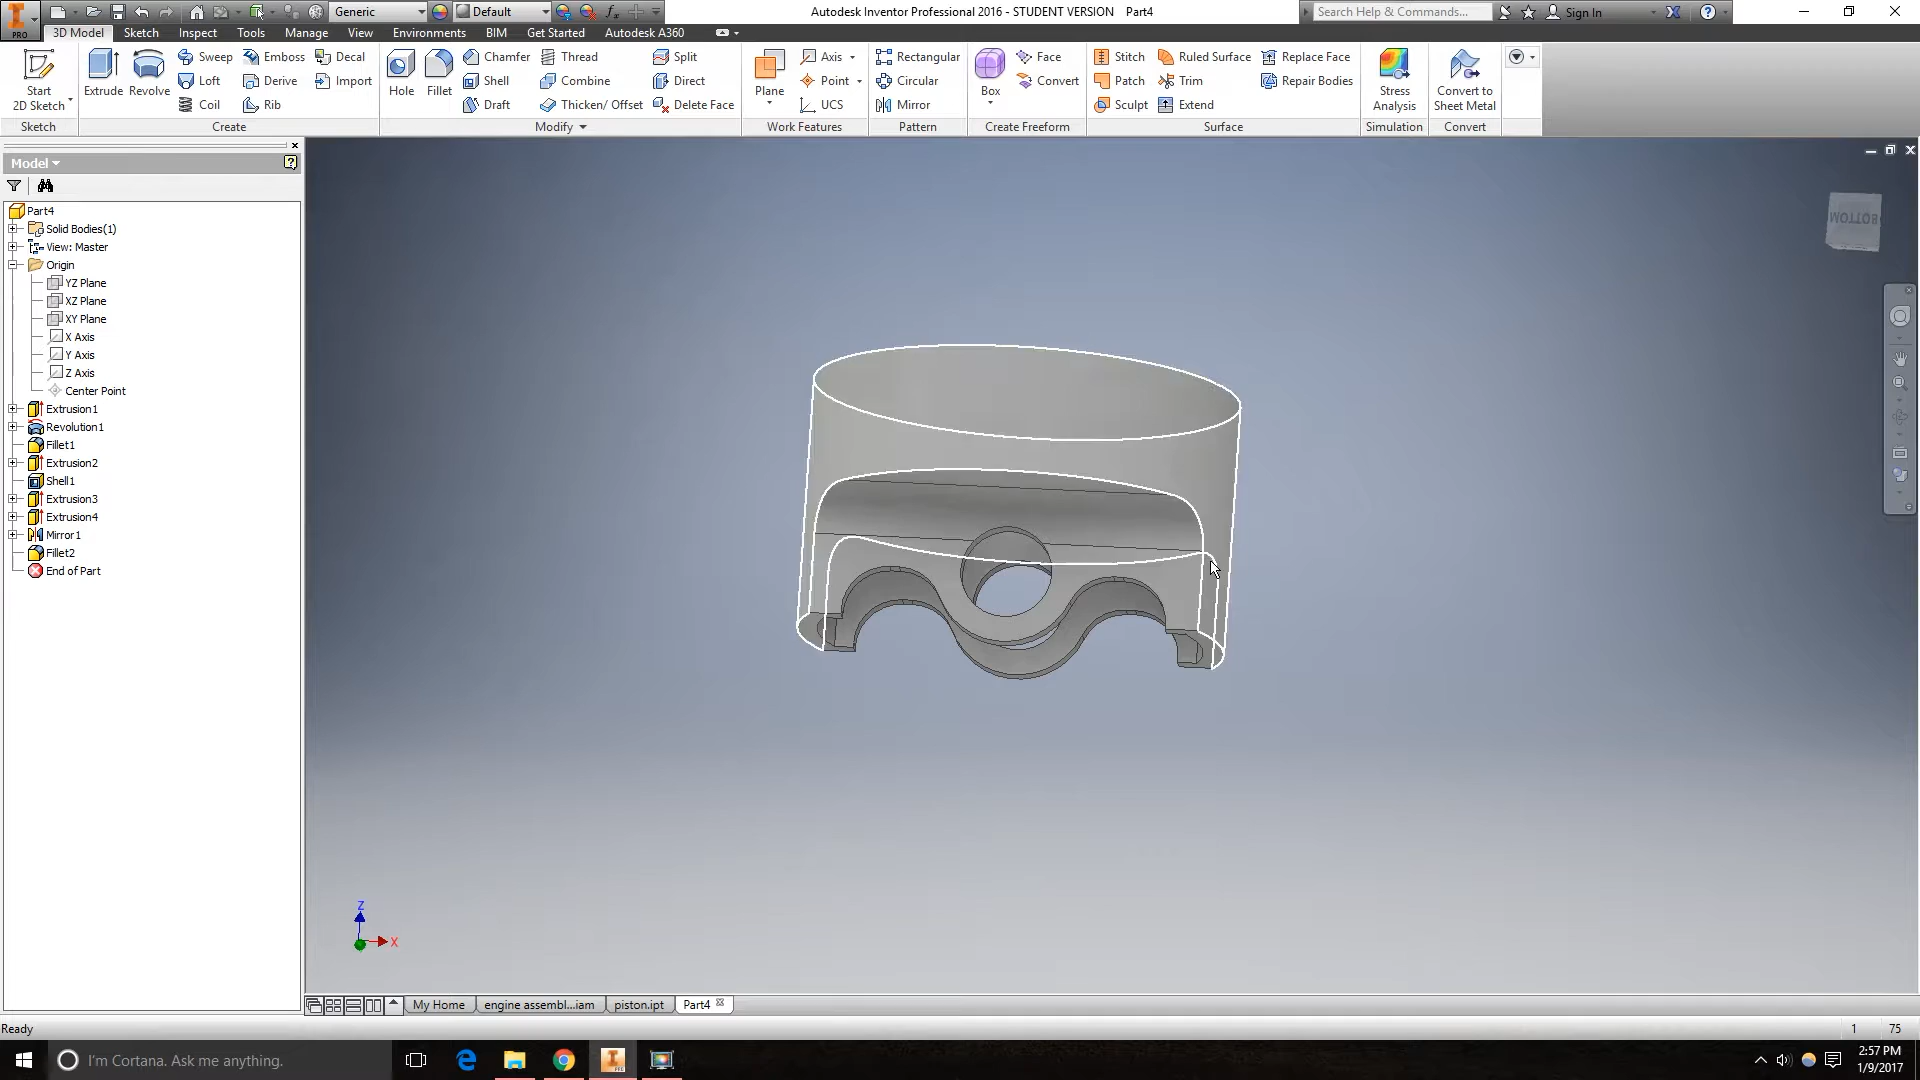 PRO
Generic
Default
Autodesk Inventor Professional 2016 - STUDENT VERSION Part4
Search Help & Commands...
Sign In
3D Model
Sketch
Inspect
Tools
Manage
View
Environments
BIM
Get Started
Autodesk A360
Start
2D Sketch
Extrude
Revolve
Sweep
Loft
Coil
Emboss
Derive
Rib
Decal
Import
Hole
Fillet
Chamfer
Shell
Draft
Thread
Combine
Thicken/ Offset
Split
Direct
Delete Face
Plane
Axis
Point
UCS
Rectangular
Circular
Mirror
Box
Face
Convert
Stitch
Patch
Sculpt
Ruled Surface
Trim
Extend
Replace Face
Repair Bodies
Stress
Analysis
Convert to
Sheet Metal
Sketch
Create
Modify
Work Features
Pattern
Create Freeform
Surface
Simulation
Convert
Model
Part4
Solid Bodies(1)
View: Master
Origin
YZ Plane
XZ Plane
XY Plane
X Axis
Y Axis
Z Axis
Center Point
Extrusion1
Revolution1
Fillet1
Extrusion2
Shell1
Extrusion3
Extrusion4
Mirror1
Fillet2
End of Part
BOTTOM
Z
X
My Home
engine assembl...iam
piston.ipt
Part4
Ready
1
75
I'm Cortana. Ask me anything.
2:57 PM
1/9/2017